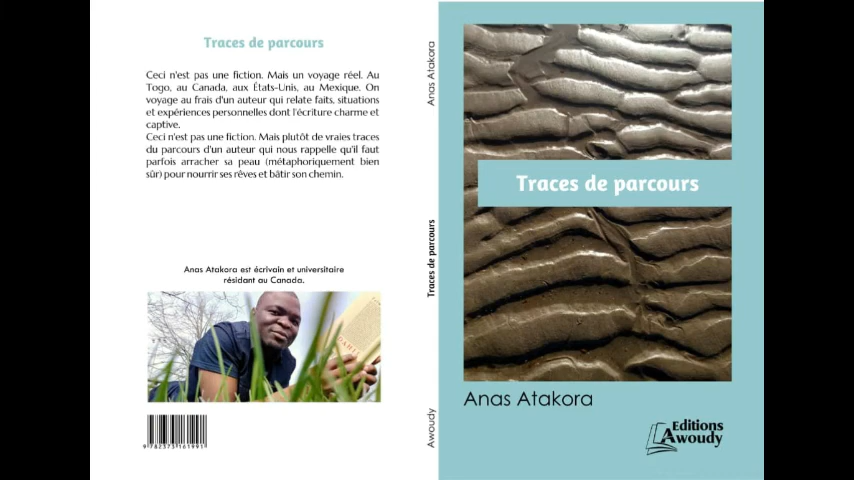 Traces de parcours
Ceci n'est pas une fiction. Mais un voyage réel. Au
Togo, au Canada, aux États-Unis, au Mexique. On
voyage au frais d'un auteur qui relate faits, situations
et expériences personnelles dont l'écriture charme et
captive.
Ceci n'est pas une fiction. Mais plutôt de vraies traces
du parcours d'un auteur qui nous rappelle qu'il faut
parfois arracher sa peau (métaphoriquement bien
sûr) pour nourrir ses rêves et bâtir son chemin.
Anas Atakora est écrivain et universitaire
résidant au Canada.
9 782373 161991
Anas Atakora
Traces de parcours
Awoudy
Traces de parcours
Anas Atakora
Editions
Awoudy